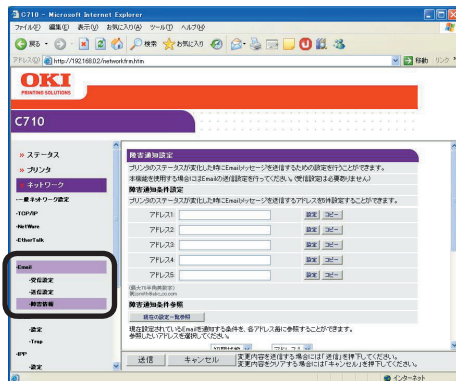 C710 - Microsoft Internet Explorer
ファイル(F) 編集(E) 表示(V) お気に入り(A) ツール(T) ヘルプ(H)
戻る 検索 お気に入り
アドレス(D) http://192.168.0.2/networkfrm.htm 移動 リンク
OKI
PRINTING SOLUTIONS
C710
ステータス
プリンタ
ネットワーク
一般ネットワーク設定
-TCP/IP
-NetWare
-EtherTalk
-Email
-受信設定
-送信設定
-障害情報
-設定
-Trap
-IPP
-設定
障害通知設定
プリンタのステータスが変化した時にEmailメッセージを送信するための設定を行うことができます。
本機能を使用する場合にはEmailの送信設定を行ってください。(受信設定は必要ありません)
障害通知条件設定
プリンタのステータスが変化した時にEmailメッセージを送信するアドレスを5件設定することができます。
アドレス1: 設定 コピー
アドレス2: 設定 コピー
アドレス3: 設定 コピー
アドレス4: 設定 コピー
アドレス5: 設定 コピー
障害通知条件参照
現在の設定一覧参照
現在設定されているEmailを通知する条件を、各アドレス毎に参照することができます。
参照したいアドレスを選択してください。
送信 キャンセル 変更内容を送信する場合には「送信」を押下してください。
変更内容をクリアする場合には「キャンセル」を押下してください。
インターネット